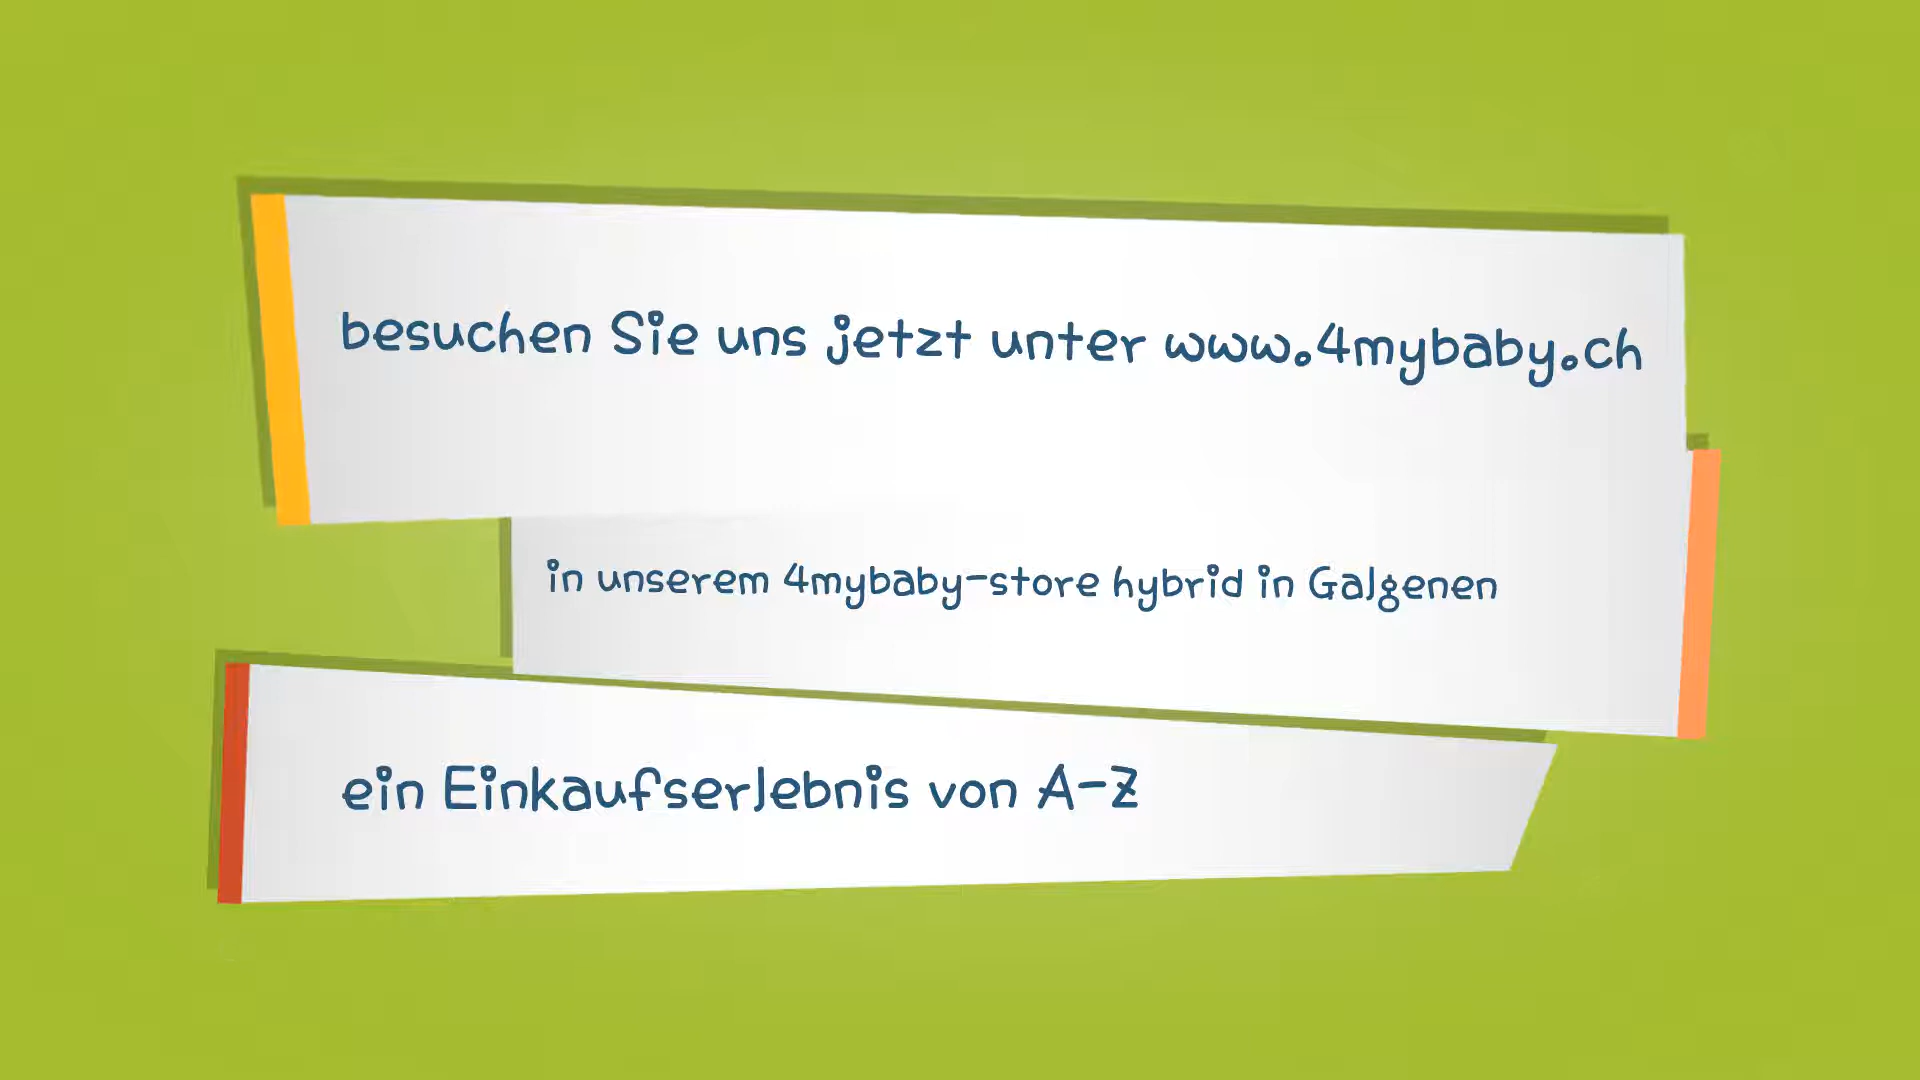 besuchen Sie uns jetzt unter www.4mybaby.ch
in unserem 4mybaby-store hybrid in Galgenen
ein Einkaufserlebnis von A-Z